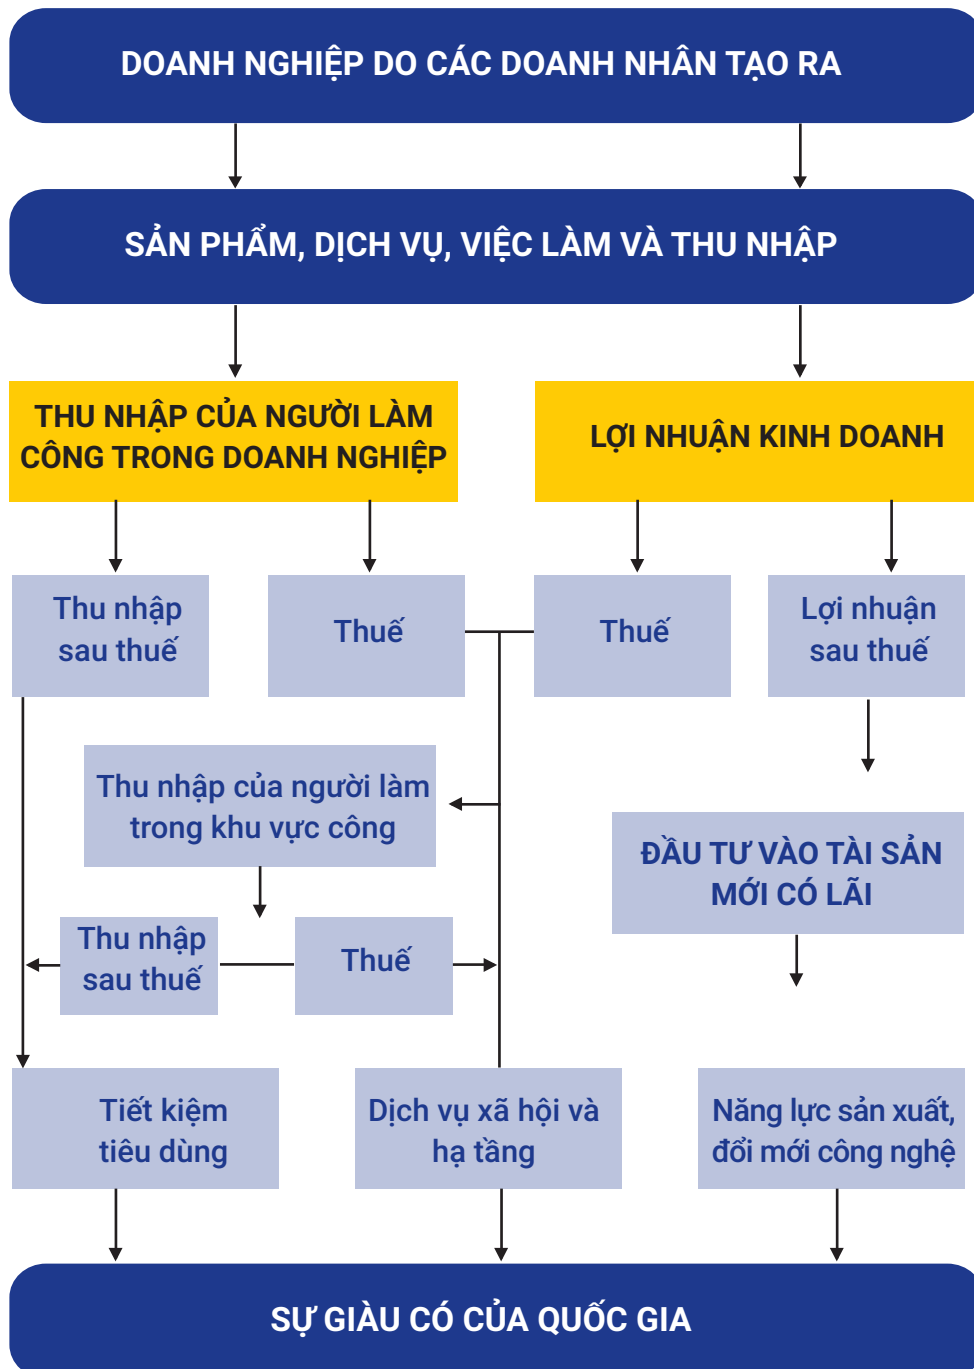 DOANH NGHIỆP DO CÁC DOANH NHÂN TẠO RA
SẢN PHẨM, DỊCH VỤ, VIỆC LÀM VÀ THU NHẬP
THU NHẬP CỦA NGƯỜI LÀM
CÔNG TRONG DOANH NGHIỆP
LỢI NHUẬN KINH DOANH
Thu nhập
sau thuế
Thuế
Thuế
Lợi nhuận
sau thuế
Thu nhập của người làm
trong khu vực công
ĐẦU TƯ VÀO TÀI SẢN
MỚI CÓ LÃI
Thu nhập
sau thuế
Thuế
Tiết kiệm
tiêu dùng
Dịch vụ xã hội và
hạ tầng
Năng lực sản xuất,
đổi mới công nghệ
SỰ GIÀU CÓ CỦA QUỐC GIA